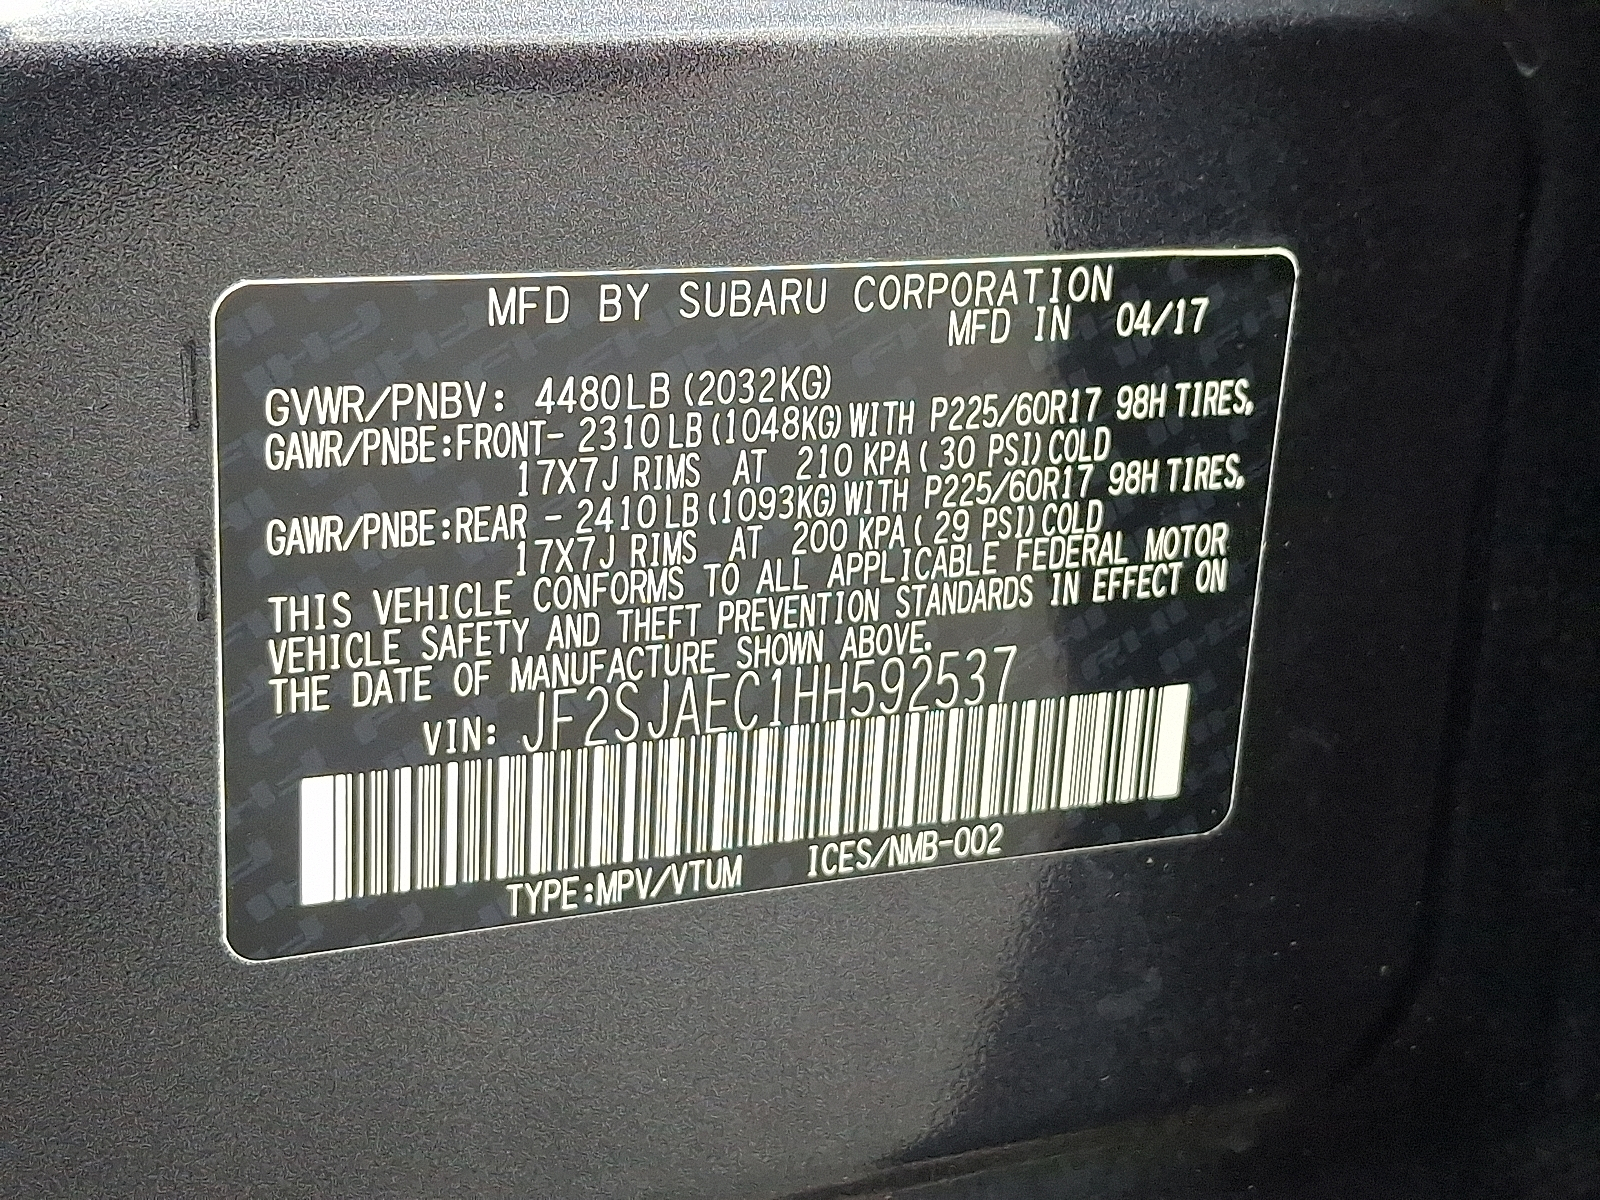 MFD BY SUBARU CORPORATION
MFD IN 04/17
GVWR/PNBV: 4480LB (2032KG)
GAWR/PNBE:FRONT- 2310LB (1048KG) WITH P225/60R17 98H TIRES,
17X7J RIMS AT 210 KPA ( 30 PSI) COLD
GAWR/PNBE:REAR - 2410LB (1093KG) WITH P225/60R17 98H TIRES,
17X7J RIMS AT 200 KPA ( 29 PSI) COLD
THIS VEHICLE CONFORMS TO ALL APPLICABLE FEDERAL MOTOR
VEHICLE SAFETY AND THEFT PREVENTION STANDARDS IN EFFECT ON
THE DATE OF MANUFACTURE SHOWN ABOVE.
VIN: JF2SJAEC1HH592537
TYPE:MPV/VTUM ICES/NMB-002